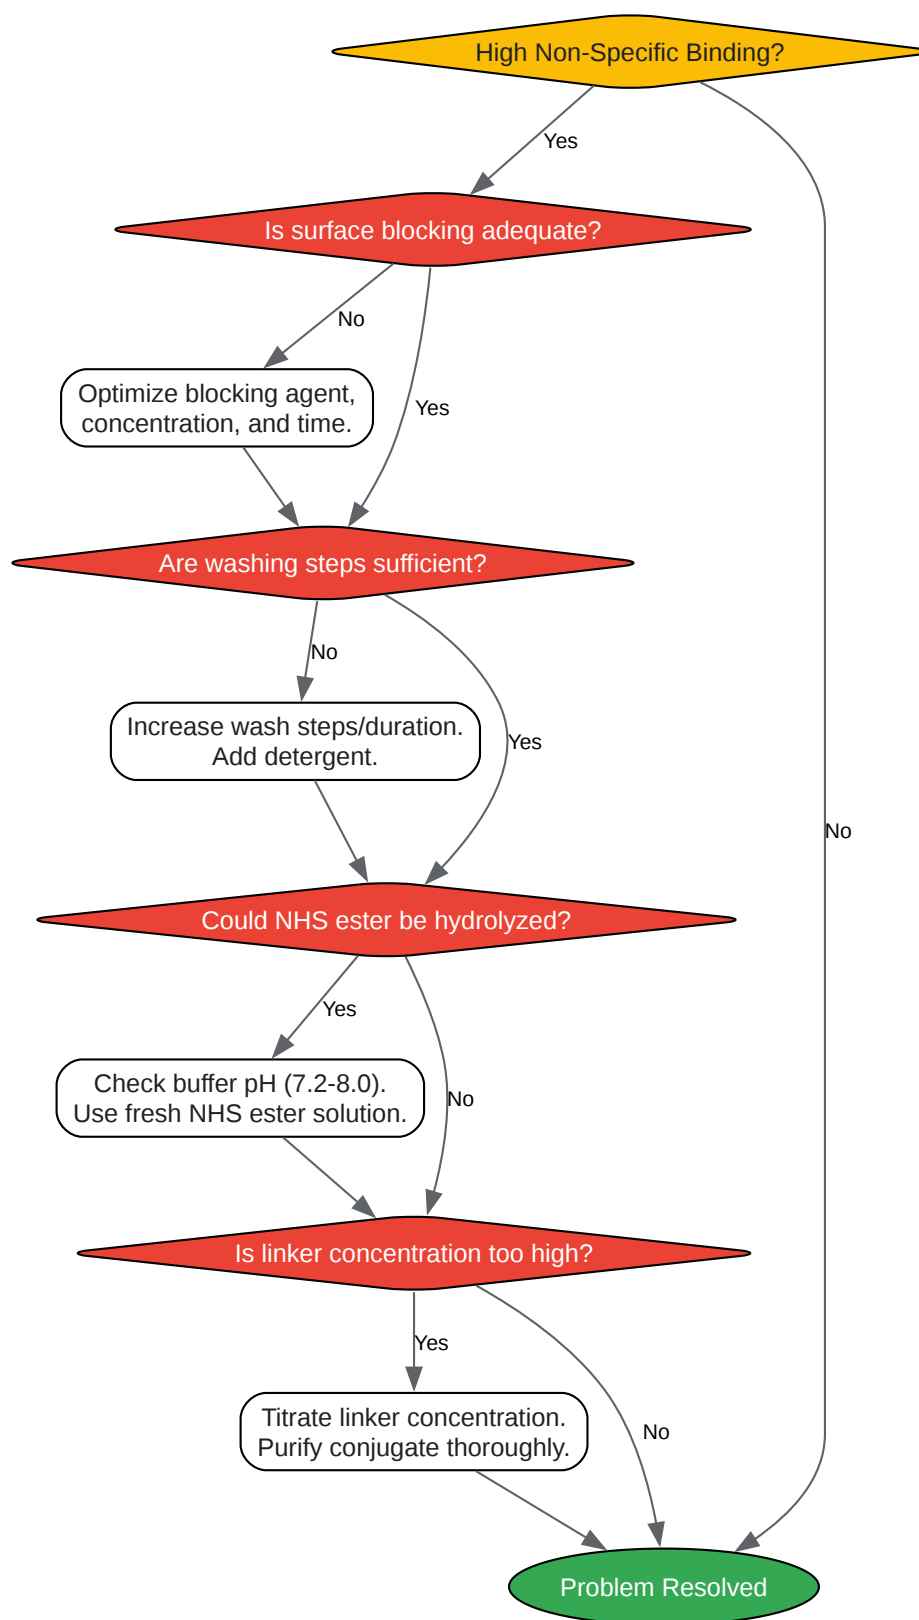 High Non-Specific Binding?
Yes
Is surface blocking adequate?
No
Optimize blocking agent,
concentration, and time.
Yes
Are washing steps sufficient?
No
Increase wash steps/duration.
Add detergent.
Yes
No
Could NHS ester be hydrolyzed?
Yes
Check buffer pH (7.2-8.0).
Use fresh NHS ester solution.
No
Is linker concentration too high?
Yes
Titrate linker concentration.
Purify conjugate thoroughly.
No
Problem Resolved